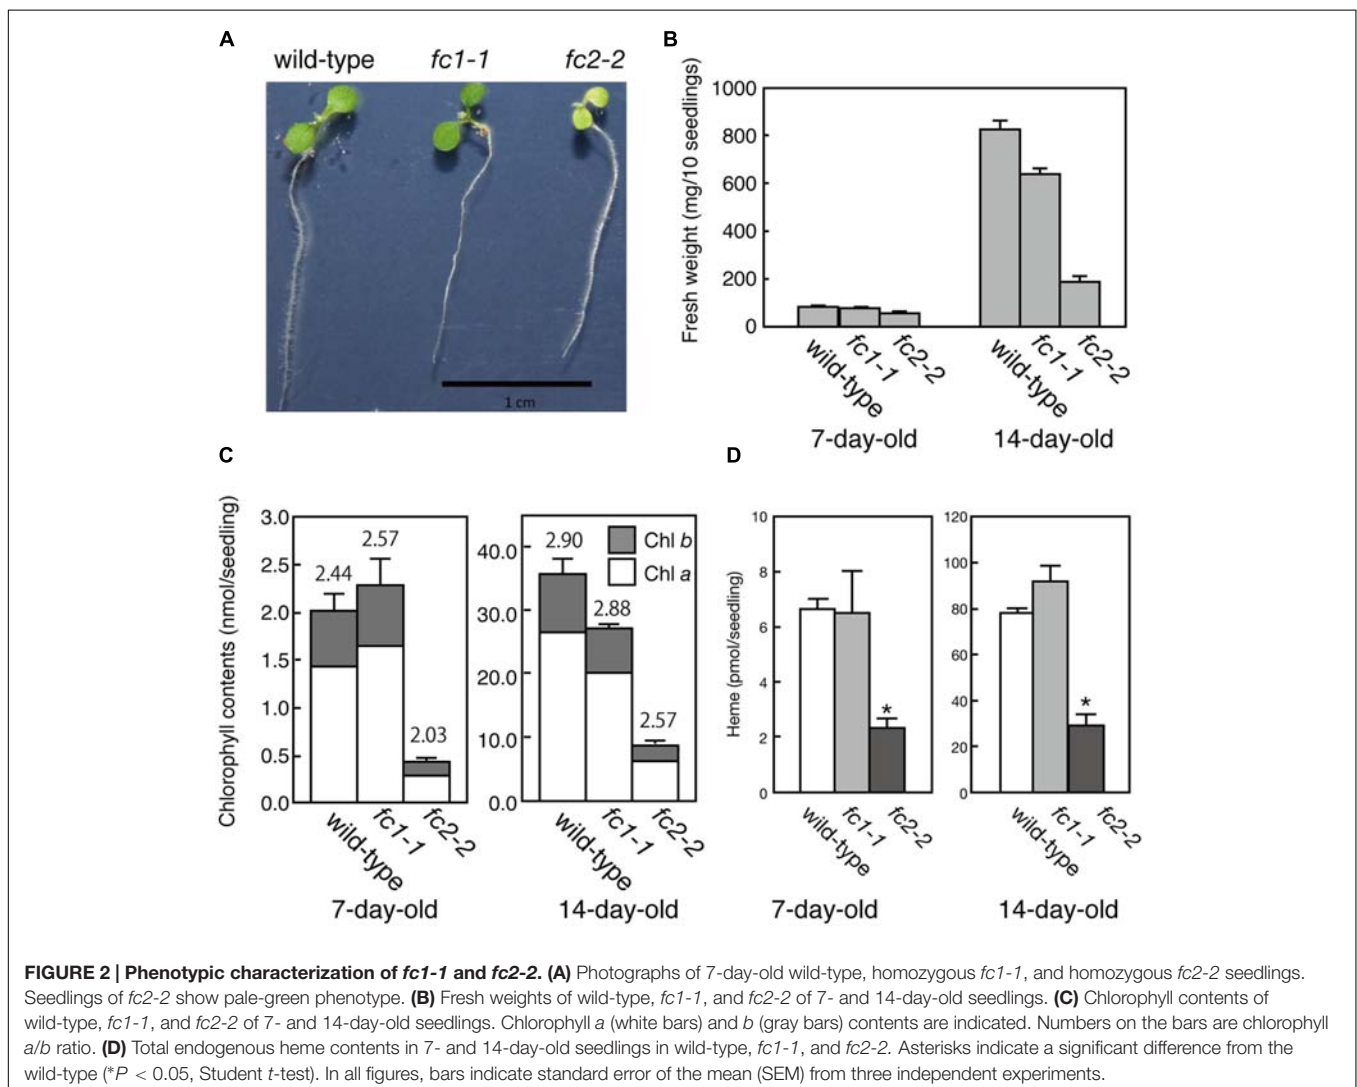 A
wild-type fc1-1 fc2-2
1 cm
B
Fresh weight (mg/10 seedlings)
1000
800
600
400
200
0
wild-type
fc1-1
fc2-2
wild-type
fc1-1
fc2-2
7-day-old 14-day-old
C
Chlorophyll contents (nmol/seedling)
3.0
2.5
2.0
1.5
1.0
0.5
0.0
2.44
2.57
2.03
wild-type
fc1-1
fc2-2
7-day-old
40.0
30.0
20.0
10.0
0.0
2.90
2.88
2.57
Chl b
Chl a
wild-type
fc1-1
fc2-2
14-day-old
D
Heme (pmol/seedling)
10
8
6
4
2
0
*
wild-type
fc1-1
fc2-2
7-day-old
120
100
80
60
40
20
0
*
wild-type
fc1-1
fc2-2
14-day-old
FIGURE 2 | Phenotypic characterization of fc1-1 and fc2-2. (A) Photographs of 7-day-old wild-type, homozygous fc1-1, and homozygous fc2-2 seedlings.
Seedlings of fc2-2 show pale-green phenotype. (B) Fresh weights of wild-type, fc1-1, and fc2-2 of 7- and 14-day-old seedlings. (C) Chlorophyll contents of
wild-type, fc1-1, and fc2-2 of 7- and 14-day-old seedlings. Chlorophyll a (white bars) and b (gray bars) contents are indicated. Numbers on the bars are chlorophyll
a/b ratio. (D) Total endogenous heme contents in 7- and 14-day-old seedlings in wild-type, fc1-1, and fc2-2. Asterisks indicate a significant difference from the
wild-type (*P < 0.05, Student t-test). In all figures, bars indicate standard error of the mean (SEM) from three independent experiments.